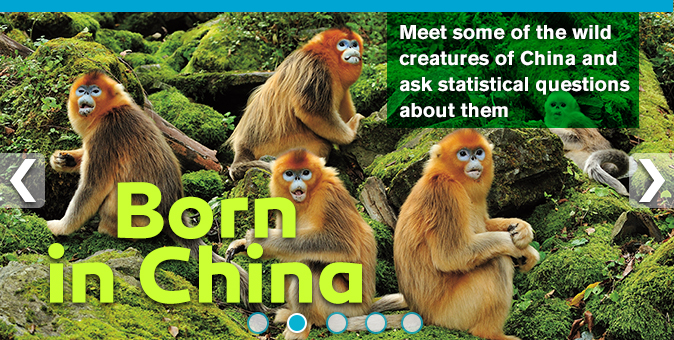 Meet some of the wild
creatures of China and
ask statistical questions
about them
Born
in China